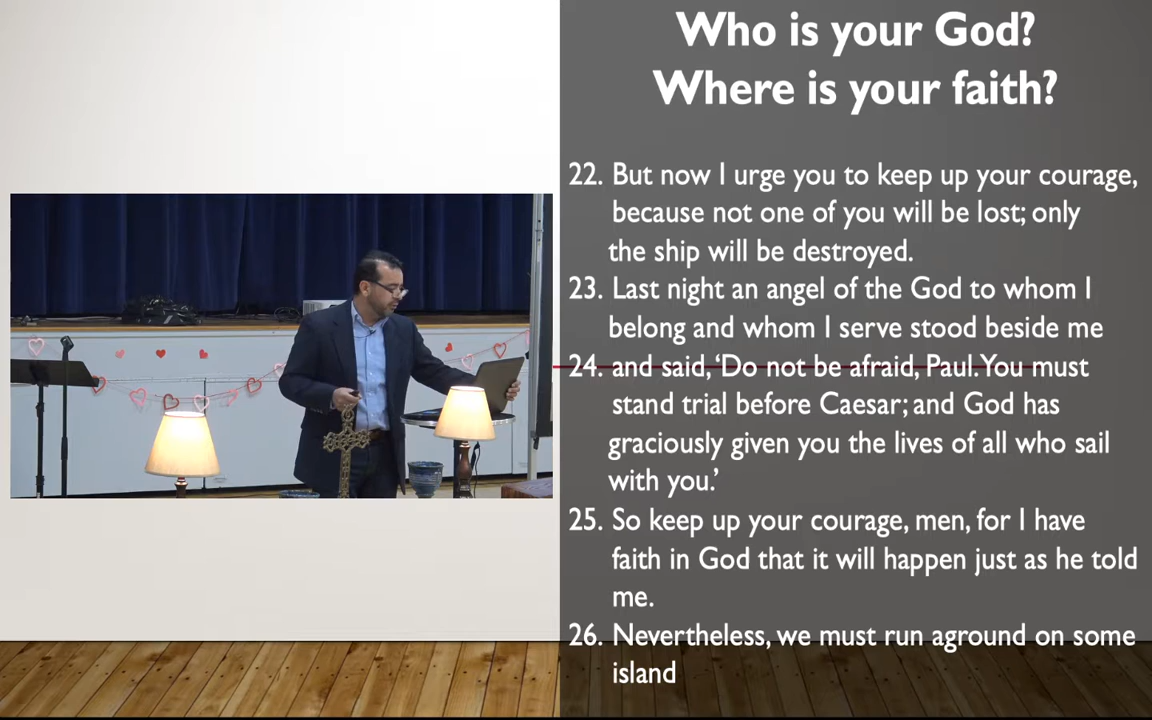 Who is your God?
Where is your faith?
22. But now I urge you to keep up your courage,
because not one of you will be lost; only
the ship will be destroyed.
23. Last night an angel of the God to whom I
belong and whom I serve stood beside me
24. and said, ‘Do not be afraid, Paul. You must
stand trial before Caesar; and God has
graciously given you the lives of all who sail
with you.’
25. So keep up your courage, men, for I have
faith in God that it will happen just as he told
me.
26. Nevertheless, we must run aground on some
island